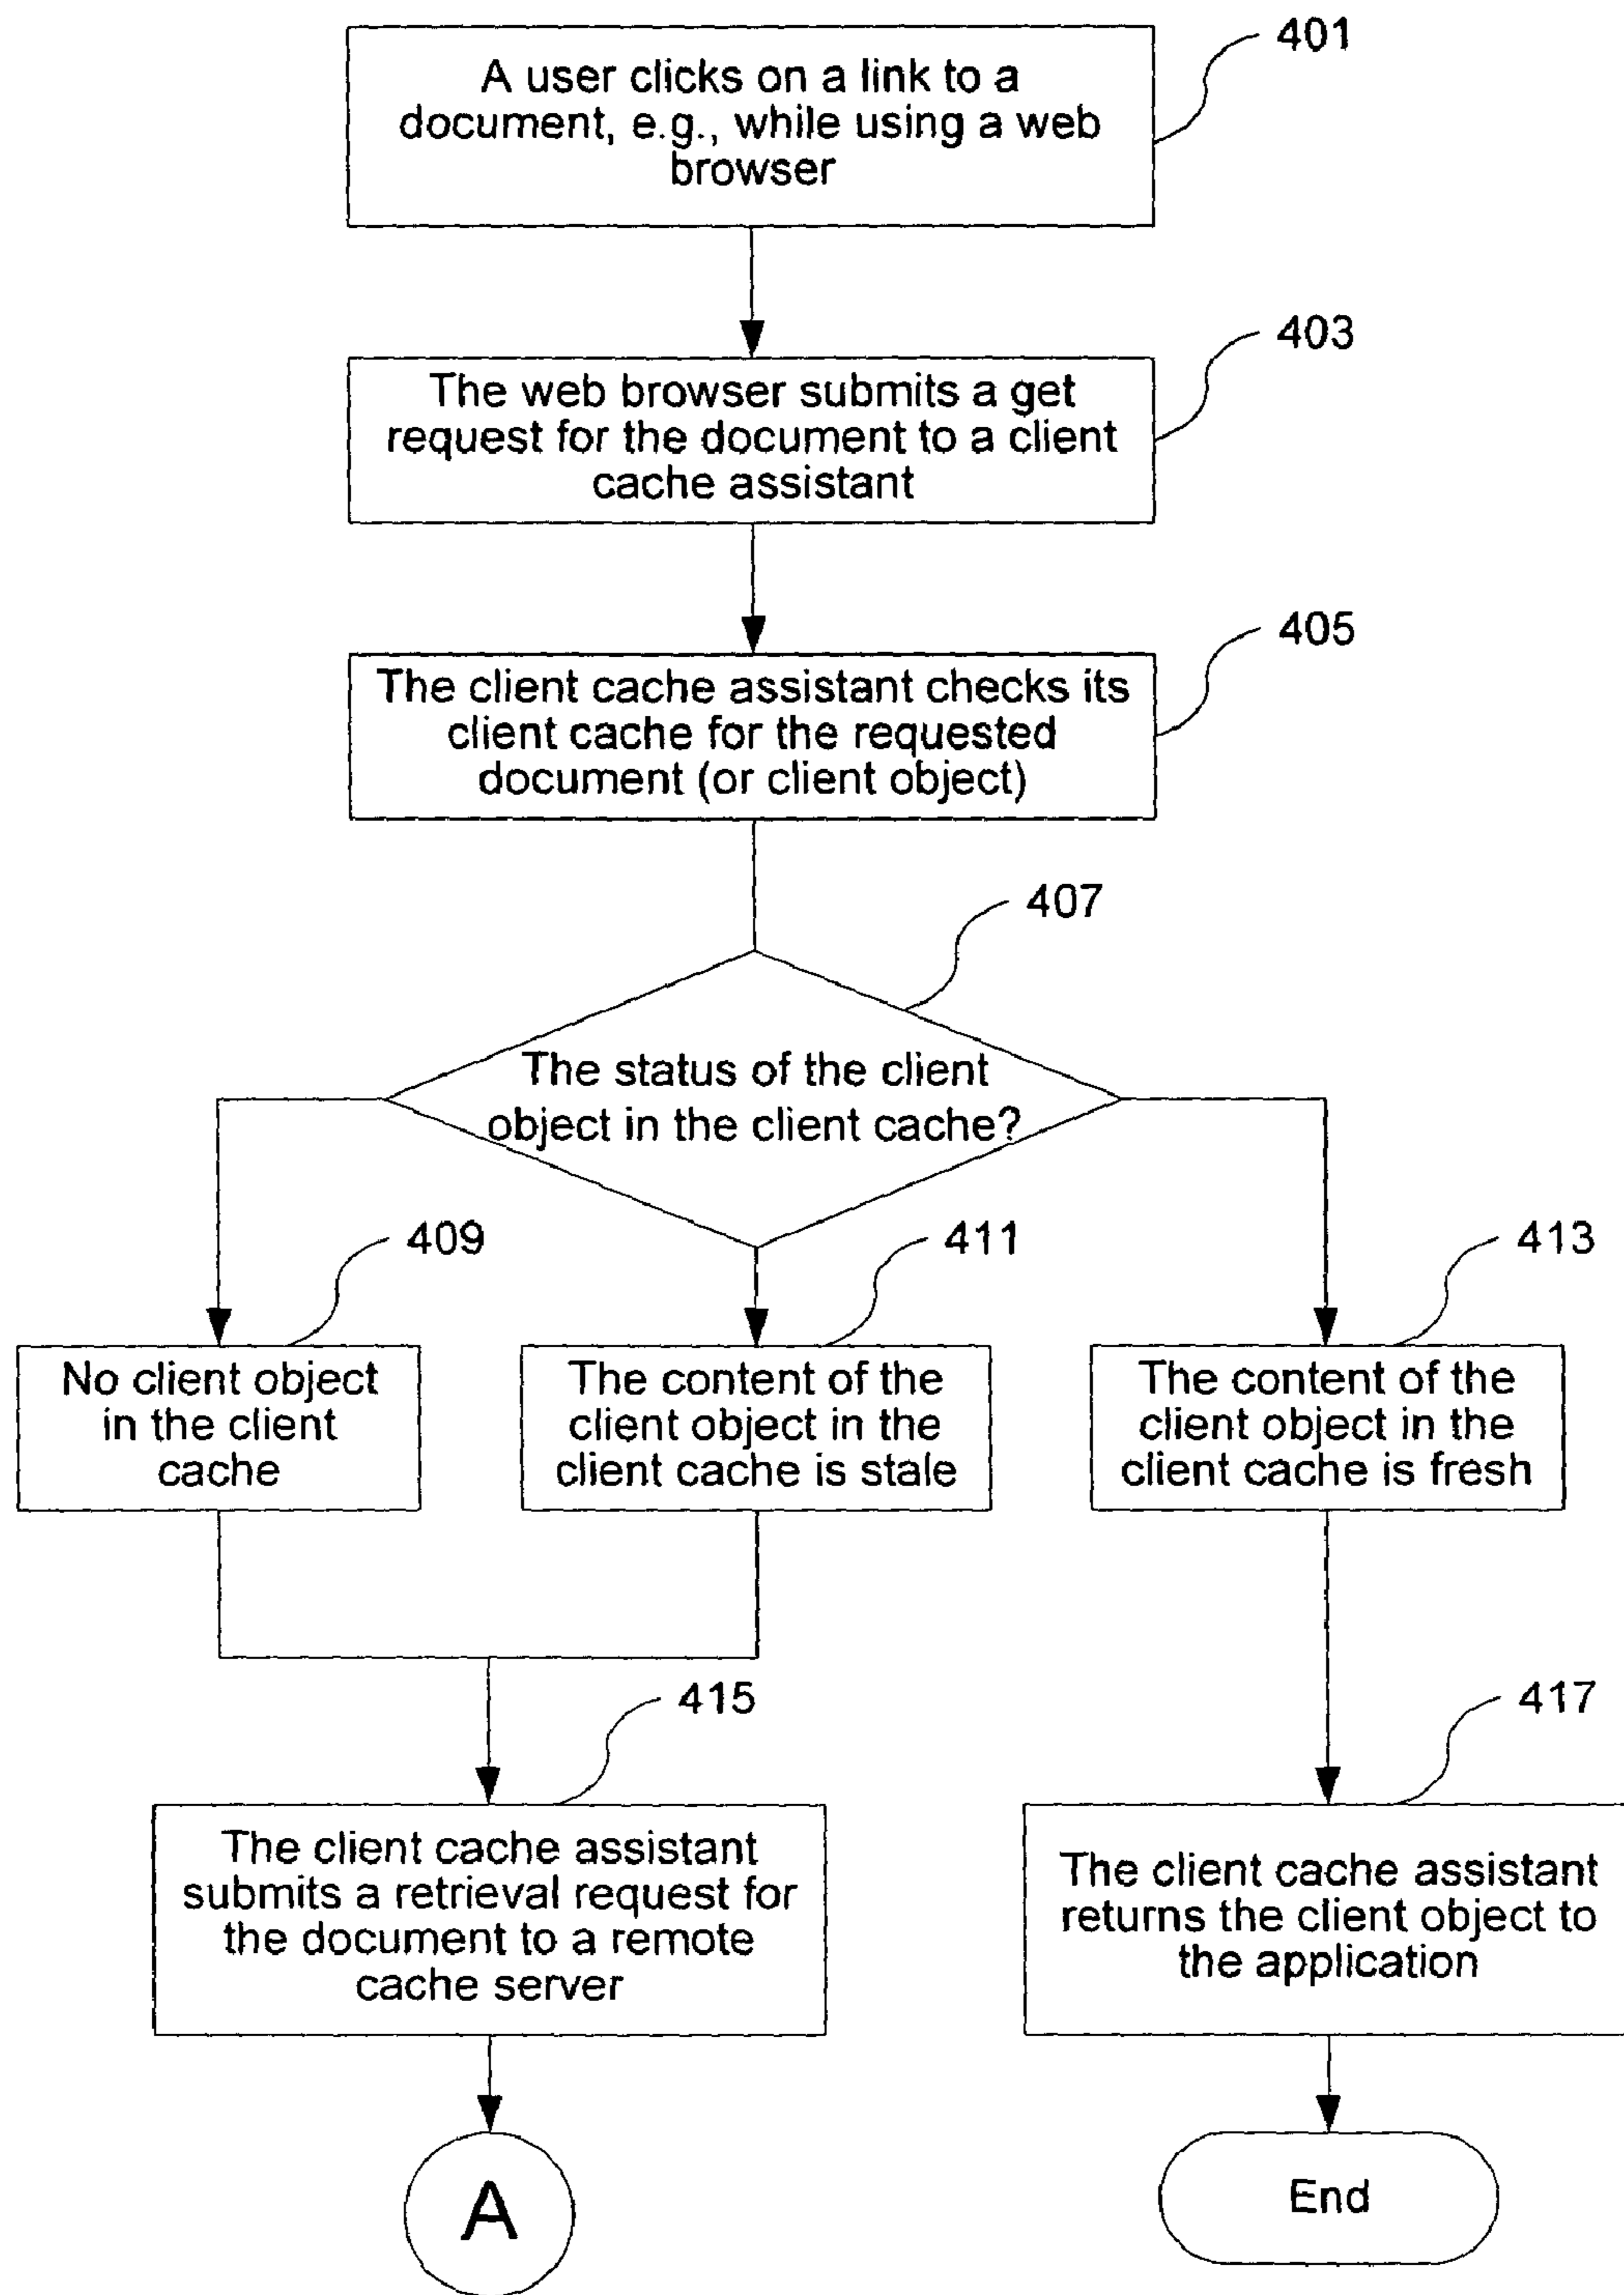 401
A user clicks on a link to a
document, e.g., while using a web
browser
403
The web browser submits a get
request for the document to a client
cache assistant
405
The client cache assistant checks its
client cache for the requested
document (or client object)
407
The status of the client
object in the client cache?
409
411
413
No client object
in the client
cache
The content of the
client object in the
client cache is stale
The content of the
client object in the
client cache is fresh
415
417
The client cache assistant
submits a retrieval request for
the document to a remote
cache server
The client cache assistant
returns the client object to
the application
A
End